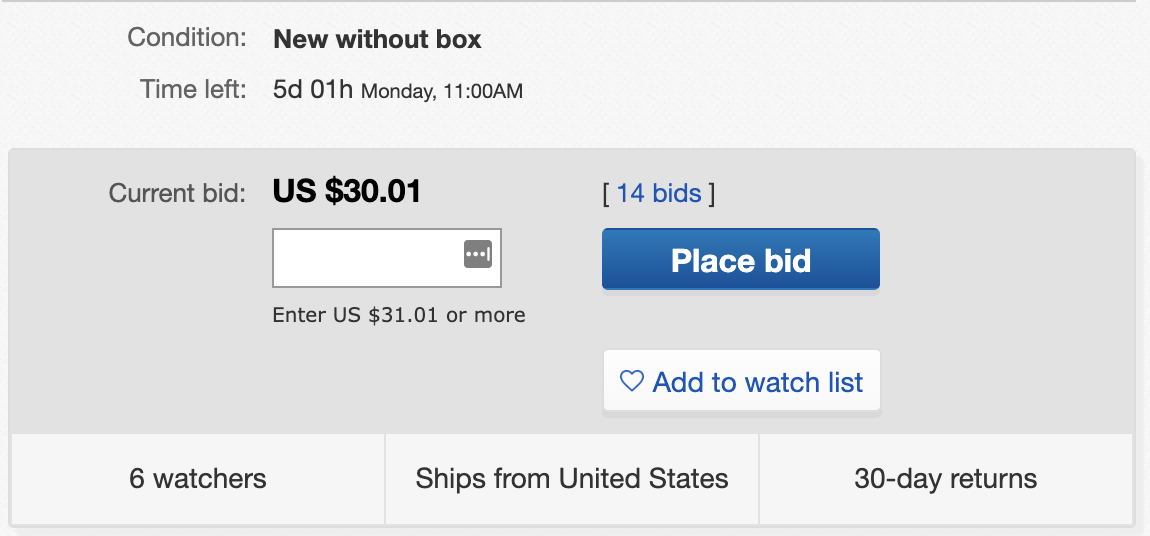 Condition: New without box
Time left: 5d 01h Monday, 11:00AM
Current bid: US $30.01 [ 14 bids ]
Place bid
Enter US $31.01 or more
Add to watch list
6 watchers Ships from United States 30-day returns